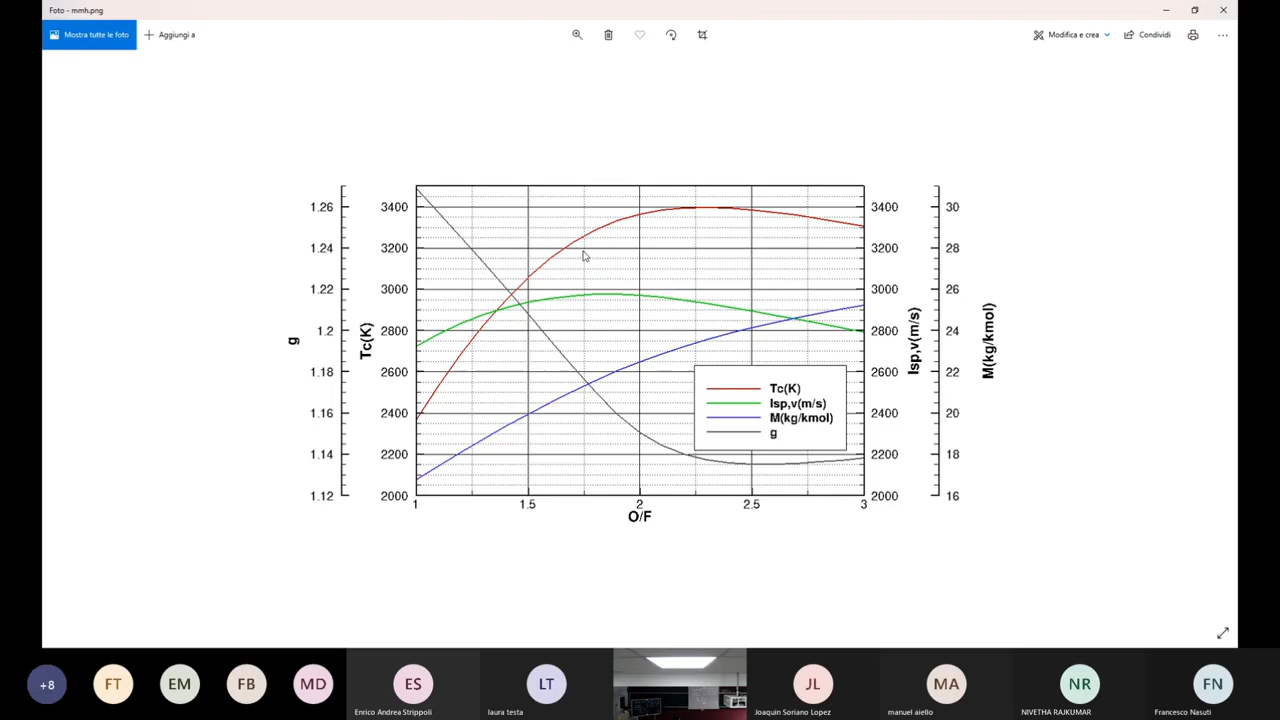 Foto - mmh.png
Mostra tutte le foto
Aggiungi a
Modifica e crea
Condividi
1.26 3400 3400 30
1.24 3200 3200 28
1.22 3000 3000 26
1.2 2800 2800 24
1.18 2600 2600 22
1.16 2400 2400 20
1.14 2200 2200 18
1.12 2000 2000 16
g
Tc(K)
Isp,v(m/s)
M(kg/kmol)
Tc(K)
Isp,v(m/s)
M(kg/kmol)
g
1 1.5 2 2.5 3
O/F
+8 FT EM FB MD ES LT JL MA NR FN
Enrico Andrea Strippoli laura testa Joaquin Soriano Lopez manuel aiello NIVETHA RAJKUMAR Francesco Nasuti